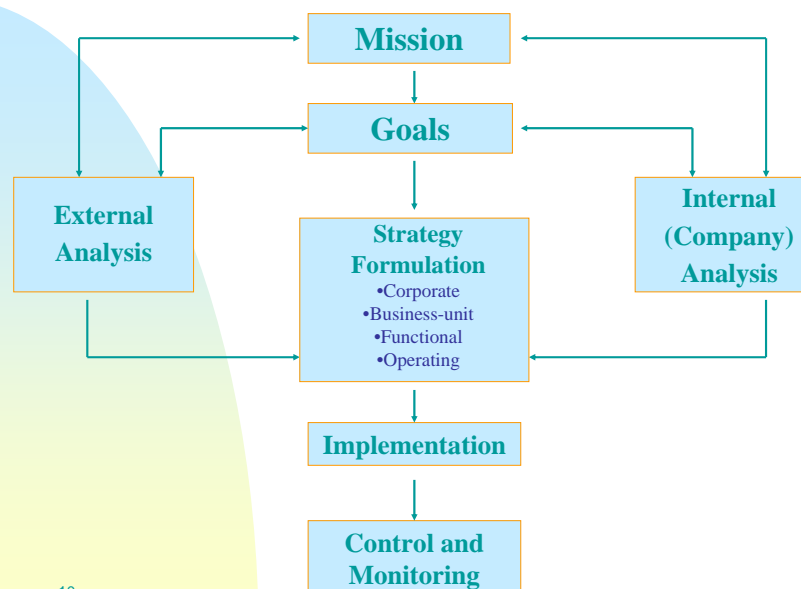 Mission
Goals
External
Analysis
Internal
(Company)
Analysis
Strategy
Formulation
•Corporate
•Business-unit
•Functional
•Operating
Implementation
Control and
Monitoring